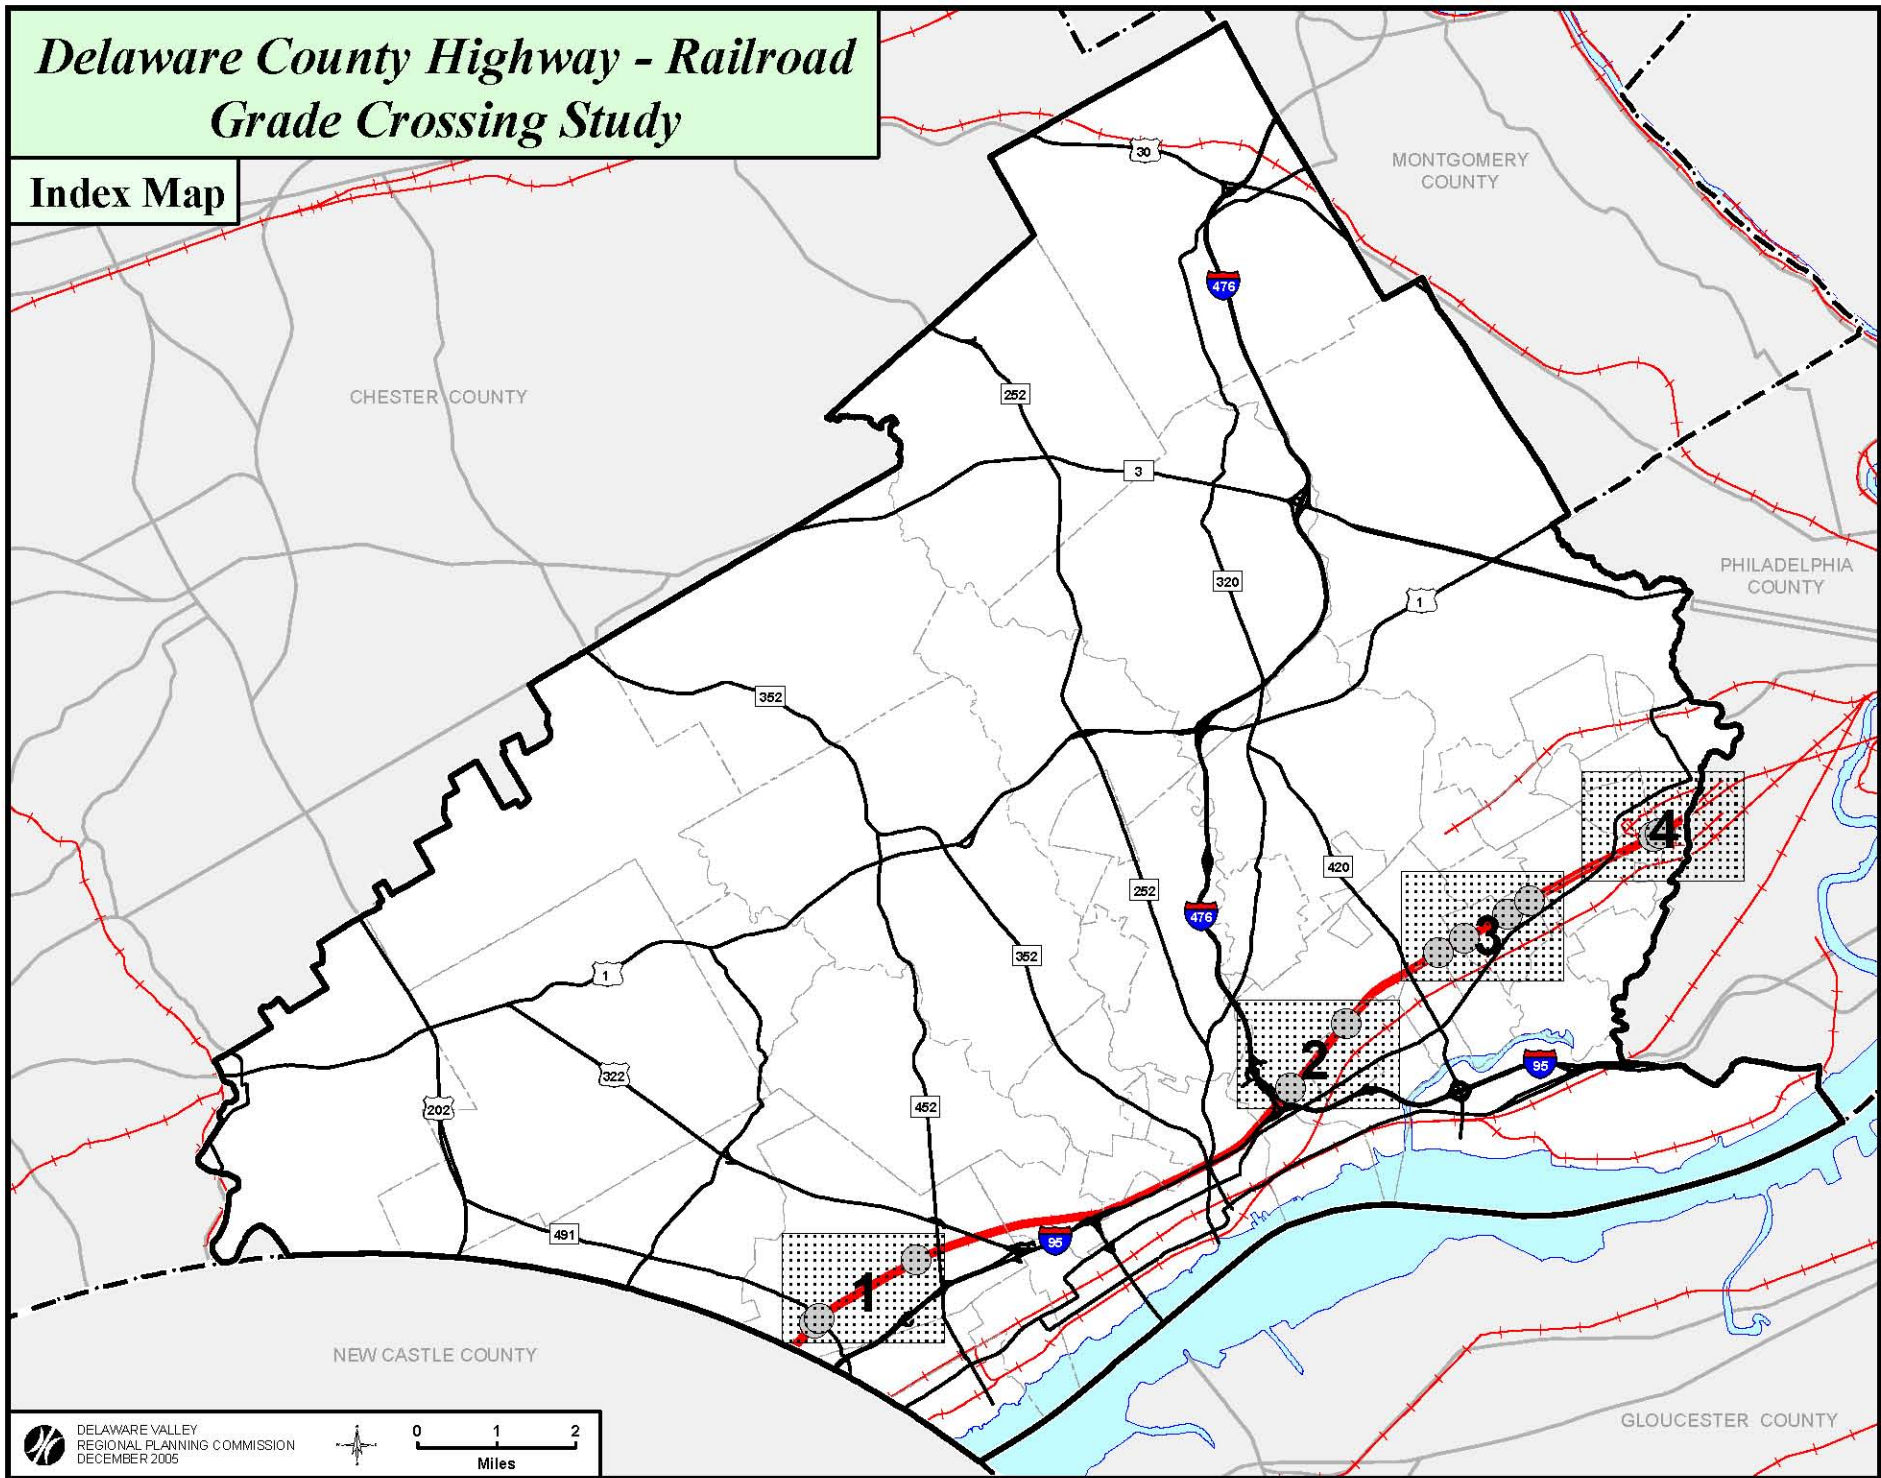 Delaware County Highway - Railroad
Grade Crossing Study
Index Map
30
MONTGOMERY
COUNTY
476
CHESTER COUNTY
252
3
PHILADELPHIA
COUNTY
320
1
352
4
420
252
476
3
352
1
2
95
322
202
452
491
95
1
NEW CASTLE COUNTY
GLOUCESTER COUNTY
DELAWARE VALLEY
REGIONAL PLANNING COMMISSION
DECEMBER 2005
0 1 2
Miles